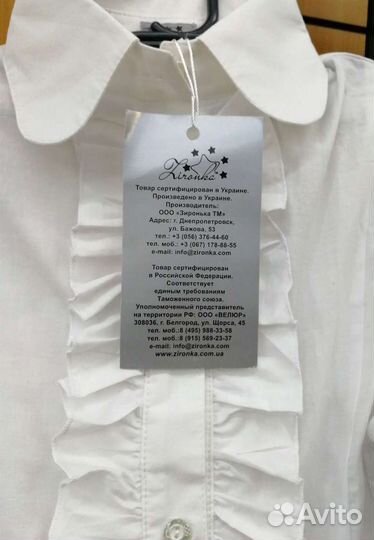 Zironka™
Товар сертифицирован в Украине.
Произведено в Украине.
Производитель:
ООО «Зиронька ТМ»
Адрес: г. Днепропетровск,
ул. Бажова, 53
тел.: +3 (056) 376-44-60
тел. моб.: +3 (067) 178-88-55
e-mail: info@zironka.com
Товар сертифицирован
в Российской Федерации.
Соответствует
единым требованиям
Таможенного союза.
Уполномоченный представитель
на территории РФ: ООО «ВЕЛЮР»
308036, г. Белгород, ул. Щорса, 45
тел. моб.:8 (495) 988-33-58
тел. моб.:8 (915) 569-23-37
e-mail: info@zironka.com
www.zironka.com.ua
Avito